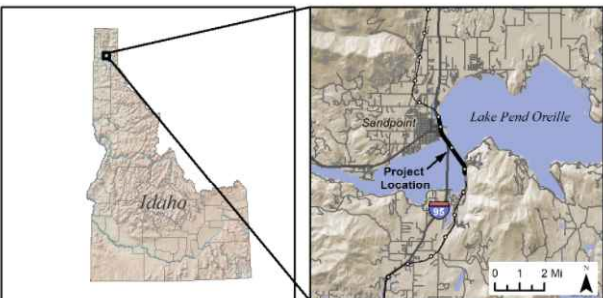 Idaho
Sandpoint
Lake Pend Oreille
Project
Location
95
N
0 1 2 Mi